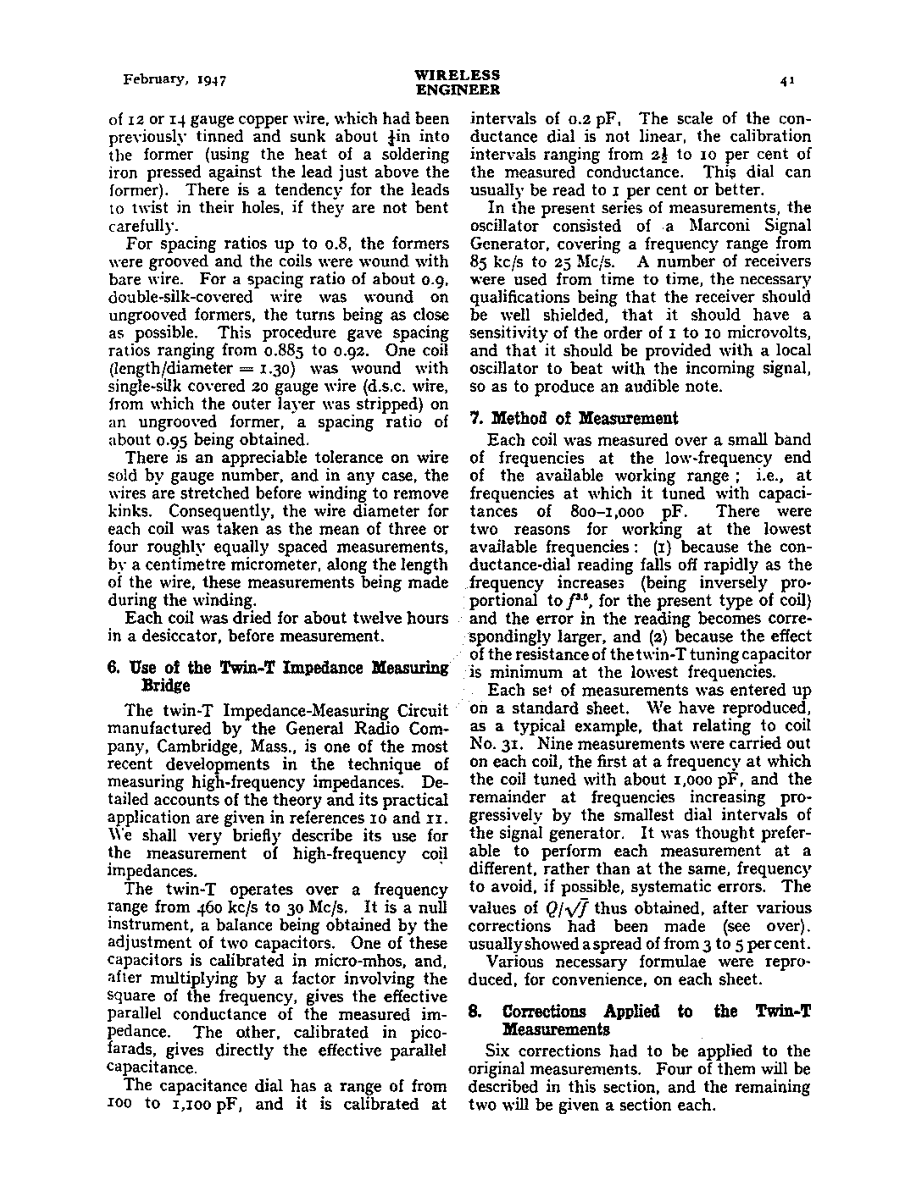 February, 1947
WIRELESS
ENGINEER
41
of 12 or 14 gauge copper wire, which had been
previously tinned and sunk about ¼in into
the former (using the heat of a soldering
iron pressed against the lead just above the
former). There is a tendency for the leads
to twist in their holes, if they are not bent
carefully.
For spacing ratios up to 0.8, the formers
were grooved and the coils were wound with
bare wire. For a spacing ratio of about 0.9,
double-silk-covered wire was wound on
ungrooved formers, the turns being as close
as possible. This procedure gave spacing
ratios ranging from 0.885 to 0.92. One coil
(length/diameter = 1.30) was wound with
single-silk covered 20 gauge wire (d.s.c. wire,
from which the outer layer was stripped) on
an ungrooved former, a spacing ratio of
about 0.95 being obtained.
There is an appreciable tolerance on wire
sold by gauge number, and in any case, the
wires are stretched before winding to remove
kinks. Consequently, the wire diameter for
each coil was taken as the mean of three or
four roughly equally spaced measurements,
by a centimetre micrometer, along the length
of the wire, these measurements being made
during the winding.
Each coil was dried for about twelve hours
in a desiccator, before measurement.
6. Use of the Twin-T Impedance Measuring
Bridge
The twin-T Impedance-Measuring Circuit
manufactured by the General Radio Com-
pany, Cambridge, Mass., is one of the most
recent developments in the technique of
measuring high-frequency impedances. De-
tailed accounts of the theory and its practical
application are given in references 10 and 11.
We shall very briefly describe its use for
the measurement of high-frequency coil
impedances.
The twin-T operates over a frequency
range from 460 kc/s to 30 Mc/s. It is a null
instrument, a balance being obtained by the
adjustment of two capacitors. One of these
capacitors is calibrated in micro-mhos, and,
after multiplying by a factor involving the
square of the frequency, gives the effective
parallel conductance of the measured im-
pedance. The other, calibrated in pico-
farads, gives directly the effective parallel
capacitance.
The capacitance dial has a range of from
100 to 1,100 pF, and it is calibrated at
intervals of 0.2 pF, The scale of the con-
ductance dial is not linear, the calibration
intervals ranging from 2½ to 10 per cent of
the measured conductance. This dial can
usually be read to 1 per cent or better.
In the present series of measurements, the
oscillator consisted of a Marconi Signal
Generator, covering a frequency range from
85 kc/s to 25 Mc/s. A number of receivers
were used from time to time, the necessary
qualifications being that the receiver should
be well shielded, that it should have a
sensitivity of the order of 1 to 10 microvolts,
and that it should be provided with a local
oscillator to beat with the incoming signal,
so as to produce an audible note.
7. Method of Measurement
Each coil was measured over a small band
of frequencies at the low-frequency end
of the available working range ; i.e., at
frequencies at which it tuned with capaci-
tances of 800–1,000 pF. There were
two reasons for working at the lowest
available frequencies : (1) because the con-
ductance-dial reading falls off rapidly as the
frequency increases (being inversely pro-
portional to f²·⁵, for the present type of coil)
and the error in the reading becomes corre-
spondingly larger, and (2) because the effect
of the resistance of the twin-T tuning capacitor
is minimum at the lowest frequencies.
Each set of measurements was entered up
on a standard sheet. We have reproduced,
as a typical example, that relating to coil
No. 31. Nine measurements were carried out
on each coil, the first at a frequency at which
the coil tuned with about 1,000 pF, and the
remainder at frequencies increasing pro-
gressively by the smallest dial intervals of
the signal generator. It was thought prefer-
able to perform each measurement at a
different, rather than at the same, frequency
to avoid, if possible, systematic errors. The
values of Q/√f thus obtained, after various
corrections had been made (see over).
usually showed a spread of from 3 to 5 per cent.
Various necessary formulae were repro-
duced, for convenience, on each sheet.
8. Corrections Applied to the Twin-T
Measurements
Six corrections had to be applied to the
original measurements. Four of them will be
described in this section, and the remaining
two will be given a section each.